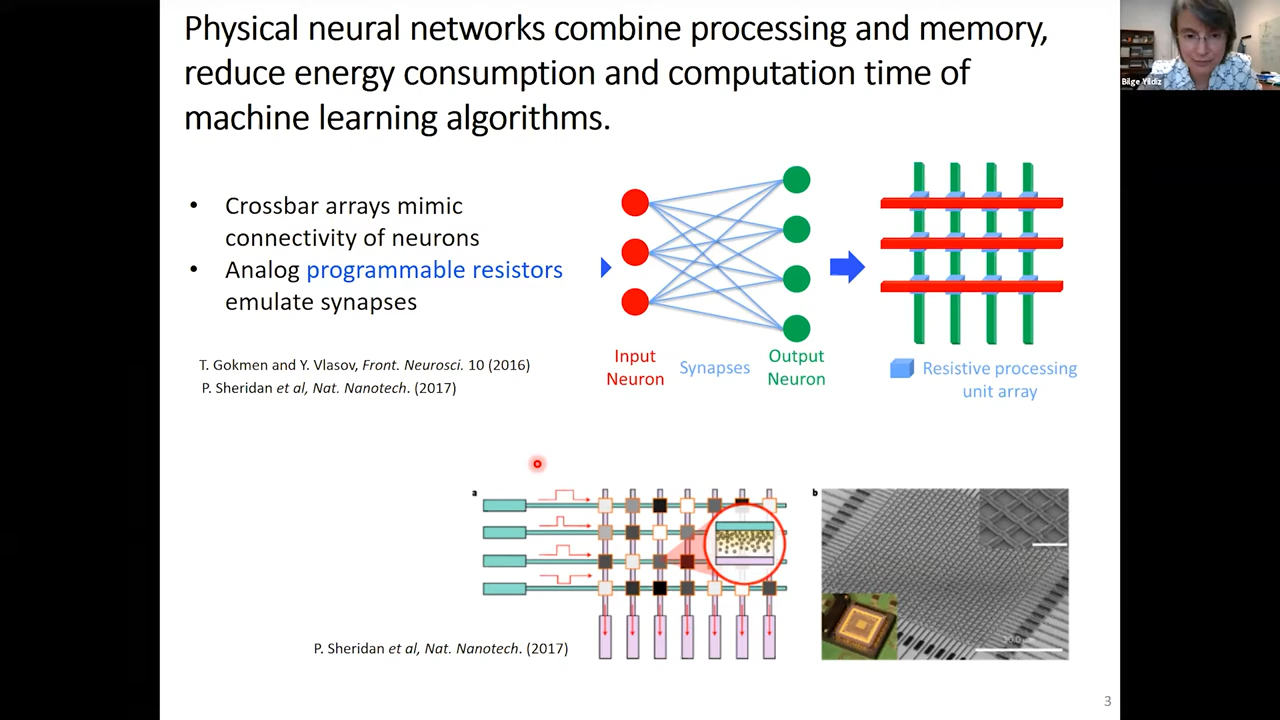 Physical neural networks combine processing and memory,
reduce energy consumption and computation time of
machine learning algorithms.
Bilge Yildiz
• Crossbar arrays mimic
connectivity of neurons
• Analog programmable resistors
emulate synapses
T. Gokmen and Y. Vlasov, Front. Neurosci. 10 (2016)
P. Sheridan et al, Nat. Nanotech. (2017)
Input
Neuron
Synapses
Output
Neuron
Resistive processing
unit array
a
b
P. Sheridan et al, Nat. Nanotech. (2017)
3